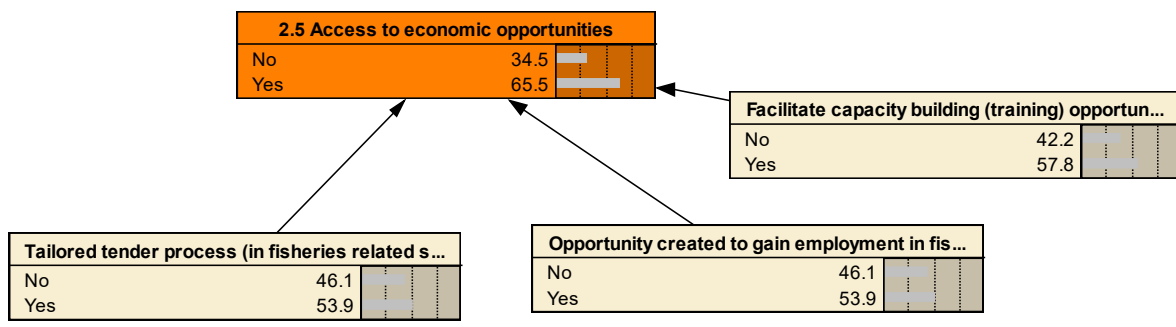 2.5 Access to economic opportunities
No 34.5
Yes 65.5
Facilitate capacity building (training) opportun...
No 42.2
Yes 57.8
Tailored tender process (in fisheries related s...
No 46.1
Yes 53.9
Opportunity created to gain employment in fis...
No 46.1
Yes 53.9